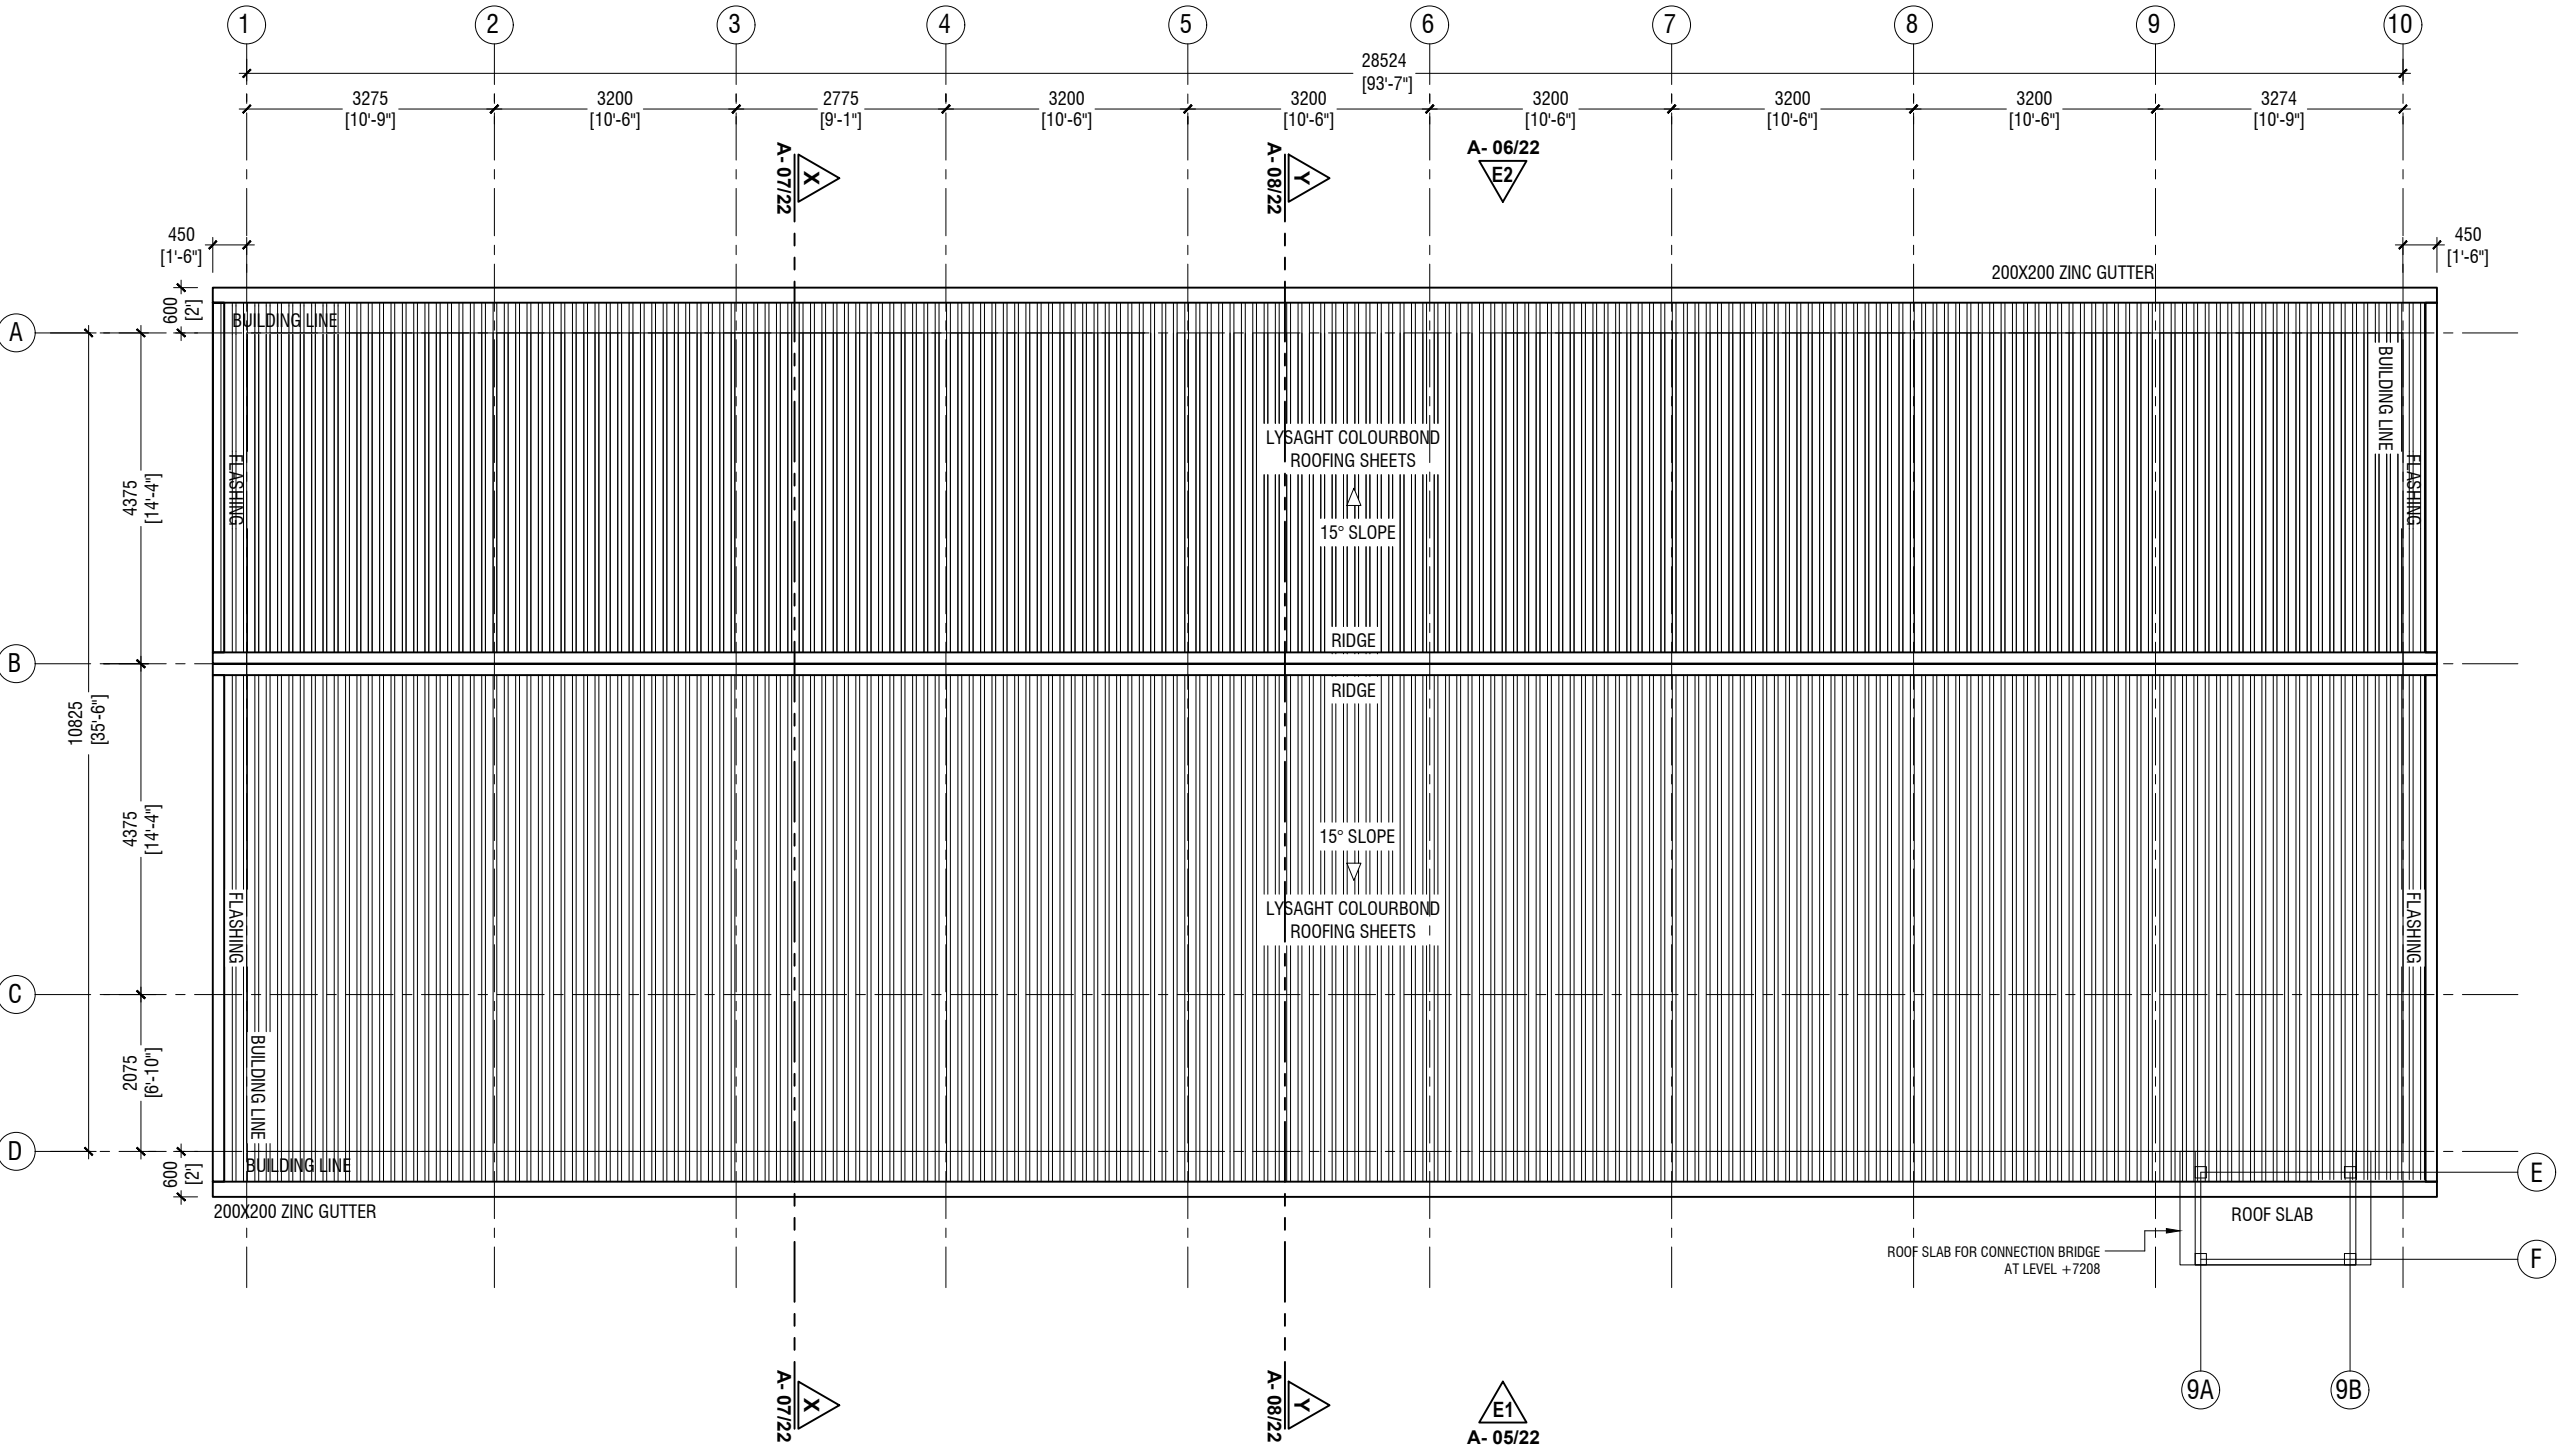 1 2 3 4 5 6 7 8 9 10
28524
[93'-7"]
3275 3200 2775 3200 3200 3200 3200 3200 3274
[10'-9"] [10'-6"] [9'-1"] [10'-6"] [10'-6"] [10'-6"] [10'-6"] [10'-6"] [10'-9"]
A- 07/22
X
A- 08/22
Y
A- 06/22
E2
450
[1'-6"]
450
[1'-6"]
200X200 ZINC GUTTER
600
[2']
A
BUILDING LINE
BUILDING LINE
4375
[14'-4"]
FLASHING
FLASHING
LYSAGHT COLOURBOND
ROOFING SHEETS
15° SLOPE
RIDGE
B
RIDGE
10825
[35'-6"]
4375
[14'-4"]
15° SLOPE
LYSAGHT COLOURBOND
ROOFING SHEETS
FLASHING
FLASHING
C
2075
[6'-10"]
BUILDING LINE
D
BUILDING LINE
600
[2']
200X200 ZINC GUTTER
E
ROOF SLAB
ROOF SLAB FOR CONNECTION BRIDGE
AT LEVEL +7208
F
9A 9B
A- 07/22
X
A- 08/22
Y
E1
A- 05/22